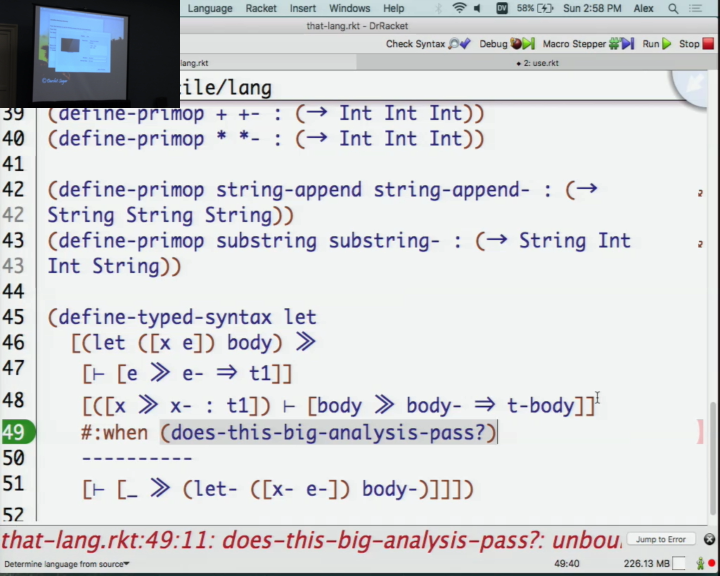 Language Racket Insert Windows Help 58% Sun 2:58 PM Alex
that-lang.rkt - DrRacket
Check Syntax Debug Macro Stepper Run Stop
lang.rkt 2: use.rkt
cile/lang
39 (define-primop + +- : (→ Int Int Int))
40 (define-primop * *- : (→ Int Int Int))
41
42 (define-primop string-append string-append- : (→
42 String String String))
43 (define-primop substring substring- : (→ String Int
43 Int String))
44
45 (define-typed-syntax let
46 [(let ([x e]) body) ≫
47 [⊢ [e ≫ e- ⇒ t1]]
48 [([x ≫ x- : t1]) ⊢ [body ≫ body- ⇒ t-body]]
49 #:when (does-this-big-analysis-pass?)
50 ----------
51 [⊢ [_ ≫ (let- ([x- e-]) body-)]]])
52
that-lang.rkt:49:11: does-this-big-analysis-pass?: unbou Jump to Error
Determine language from source 49:40 226.13 MB